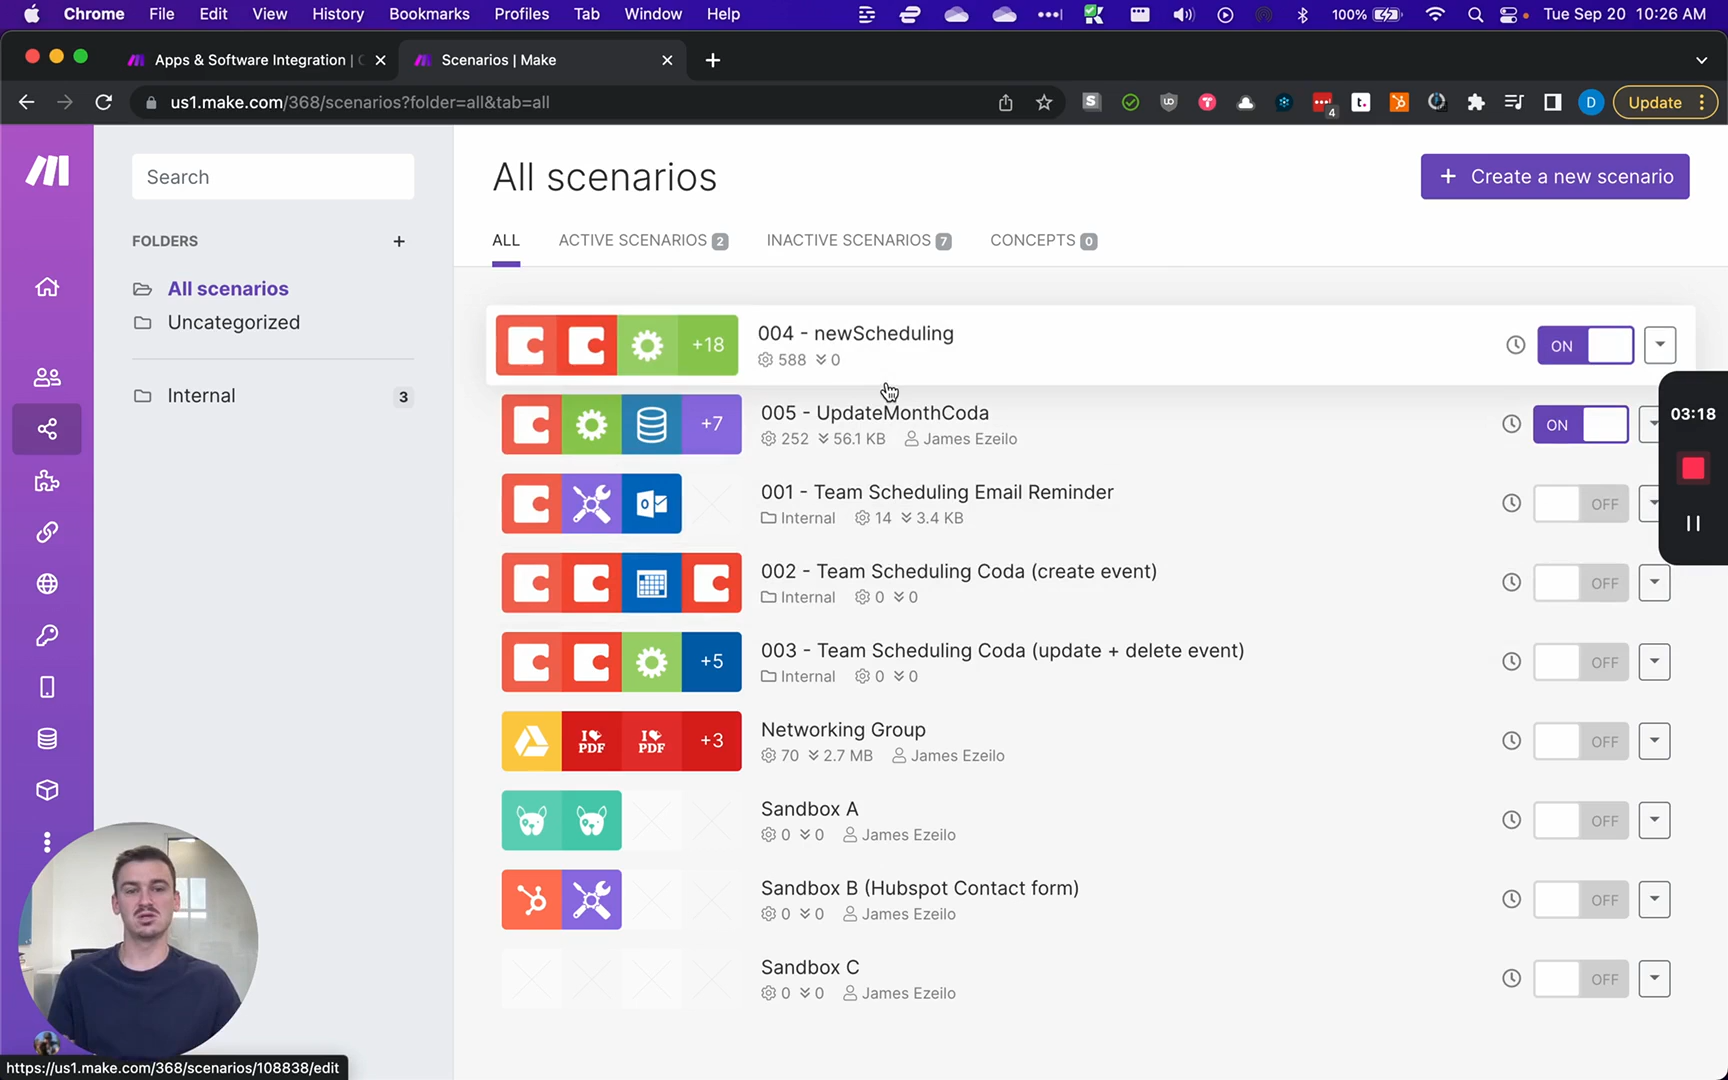 Chrome File Edit View History Bookmarks Profiles Tab Window Help 100% Tue Sep 20 10:26 AM
Apps & Software Integration | Scenarios | Make
us1.make.com/368/scenarios?folder=all&tab=all
4 D Update
Search
All scenarios
+ Create a new scenario
FOLDERS +
ALL ACTIVE SCENARIOS 2 INACTIVE SCENARIOS 7 CONCEPTS 0
All scenarios
Uncategorized
Internal 3
+18 004 - newScheduling ON
588 0
+7 005 - UpdateMonthCoda ON
252 56.1 KB James Ezeilo
03:18
001 - Team Scheduling Email Reminder OFF
Internal 14 3.4 KB
002 - Team Scheduling Coda (create event) OFF
Internal 0 0
+5 003 - Team Scheduling Coda (update + delete event) OFF
Internal 0 0
I PDF I PDF +3 Networking Group OFF
70 2.7 MB James Ezeilo
Sandbox A OFF
0 0 James Ezeilo
Sandbox B (Hubspot Contact form) OFF
0 0 James Ezeilo
Sandbox C OFF
0 0 James Ezeilo
https://us1.make.com/368/scenarios/108838/edit